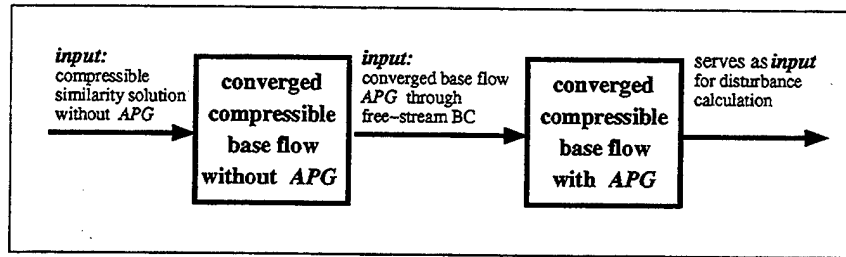 input:
compressible
similarity solution
without APG
converged
compressible
base flow
without APG
input:
converged base flow
APG through
free-stream BC
converged
compressible
base flow
with APG
serves as input
for disturbance
calculation